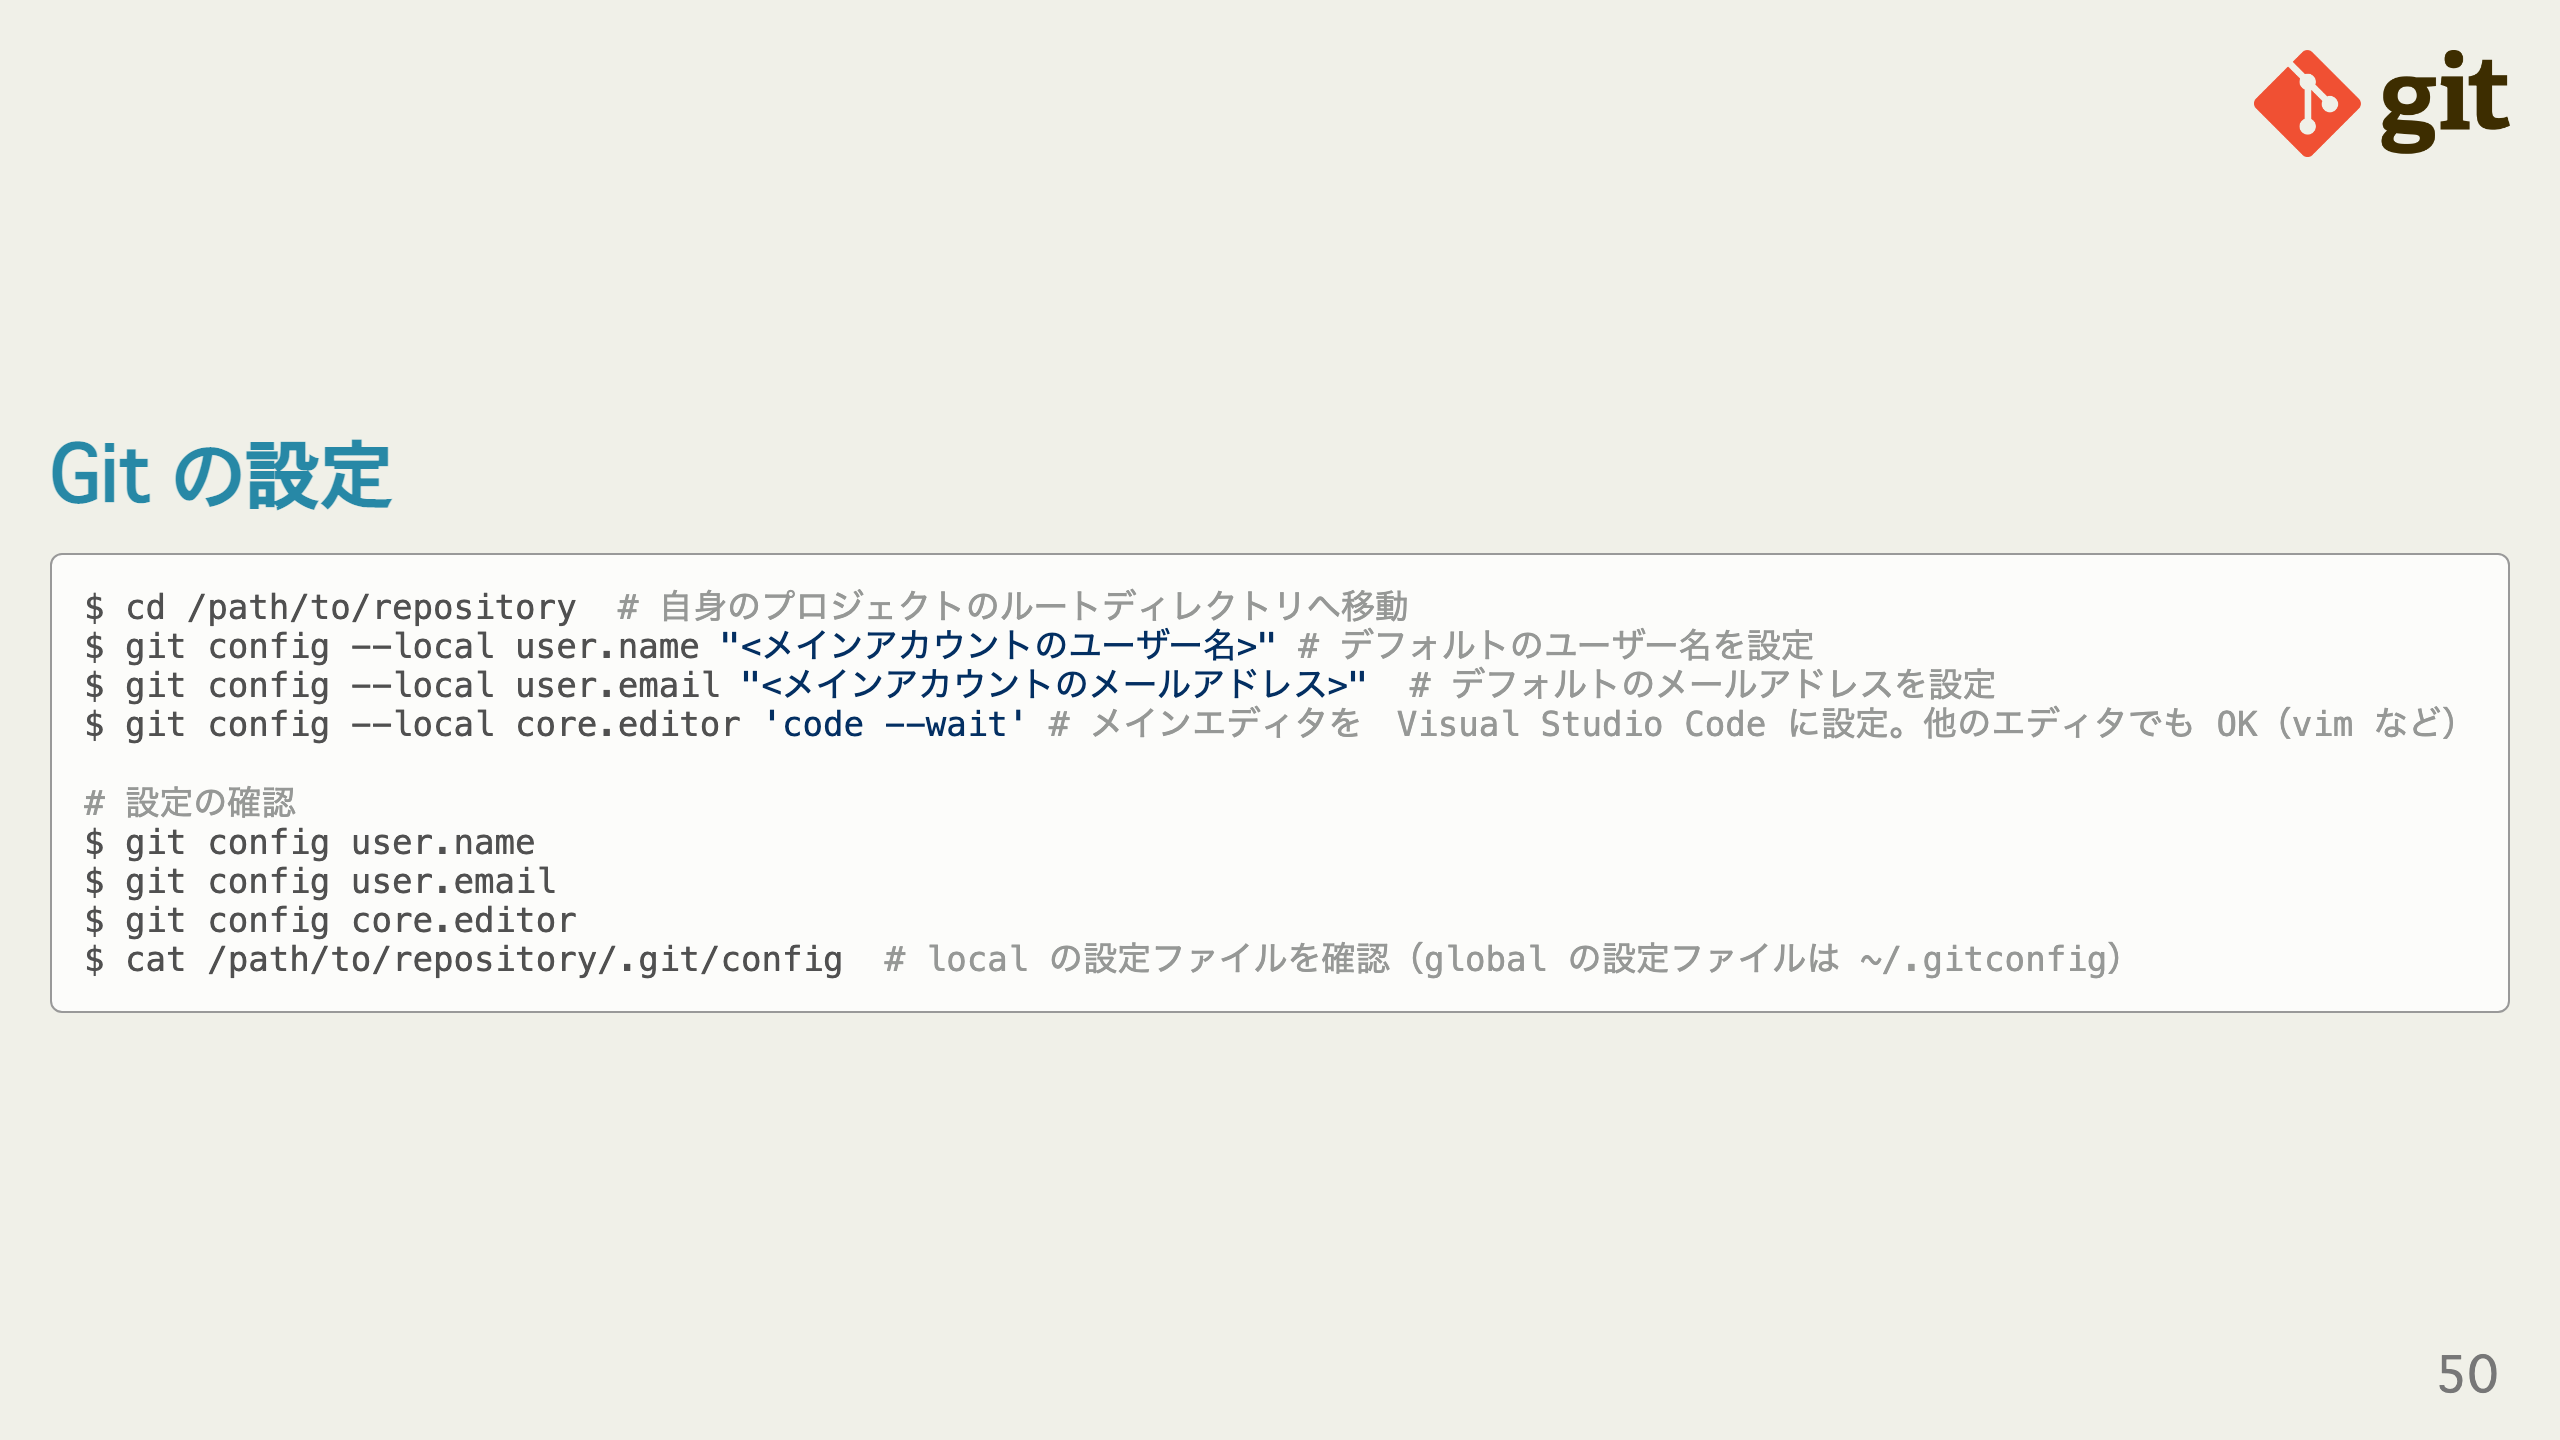 git
Git の設定
$ cd /path/to/repository  # 自身のプロジェクトのルートディレクトリへ移動
$ git config --local user.name "<メインアカウントのユーザー名>" # デフォルトのユーザー名を設定
$ git config --local user.email "<メインアカウントのメールアドレス>"  # デフォルトのメールアドレスを設定
$ git config --local core.editor 'code --wait' # メインエディタを　Visual Studio Code に設定。他のエディタでも OK（vim など）
# 設定の確認
$ git config user.name
$ git config user.email
$ git config core.editor
$ cat /path/to/repository/.git/config  # local の設定ファイルを確認（global の設定ファイルは ~/.gitconfig）
50